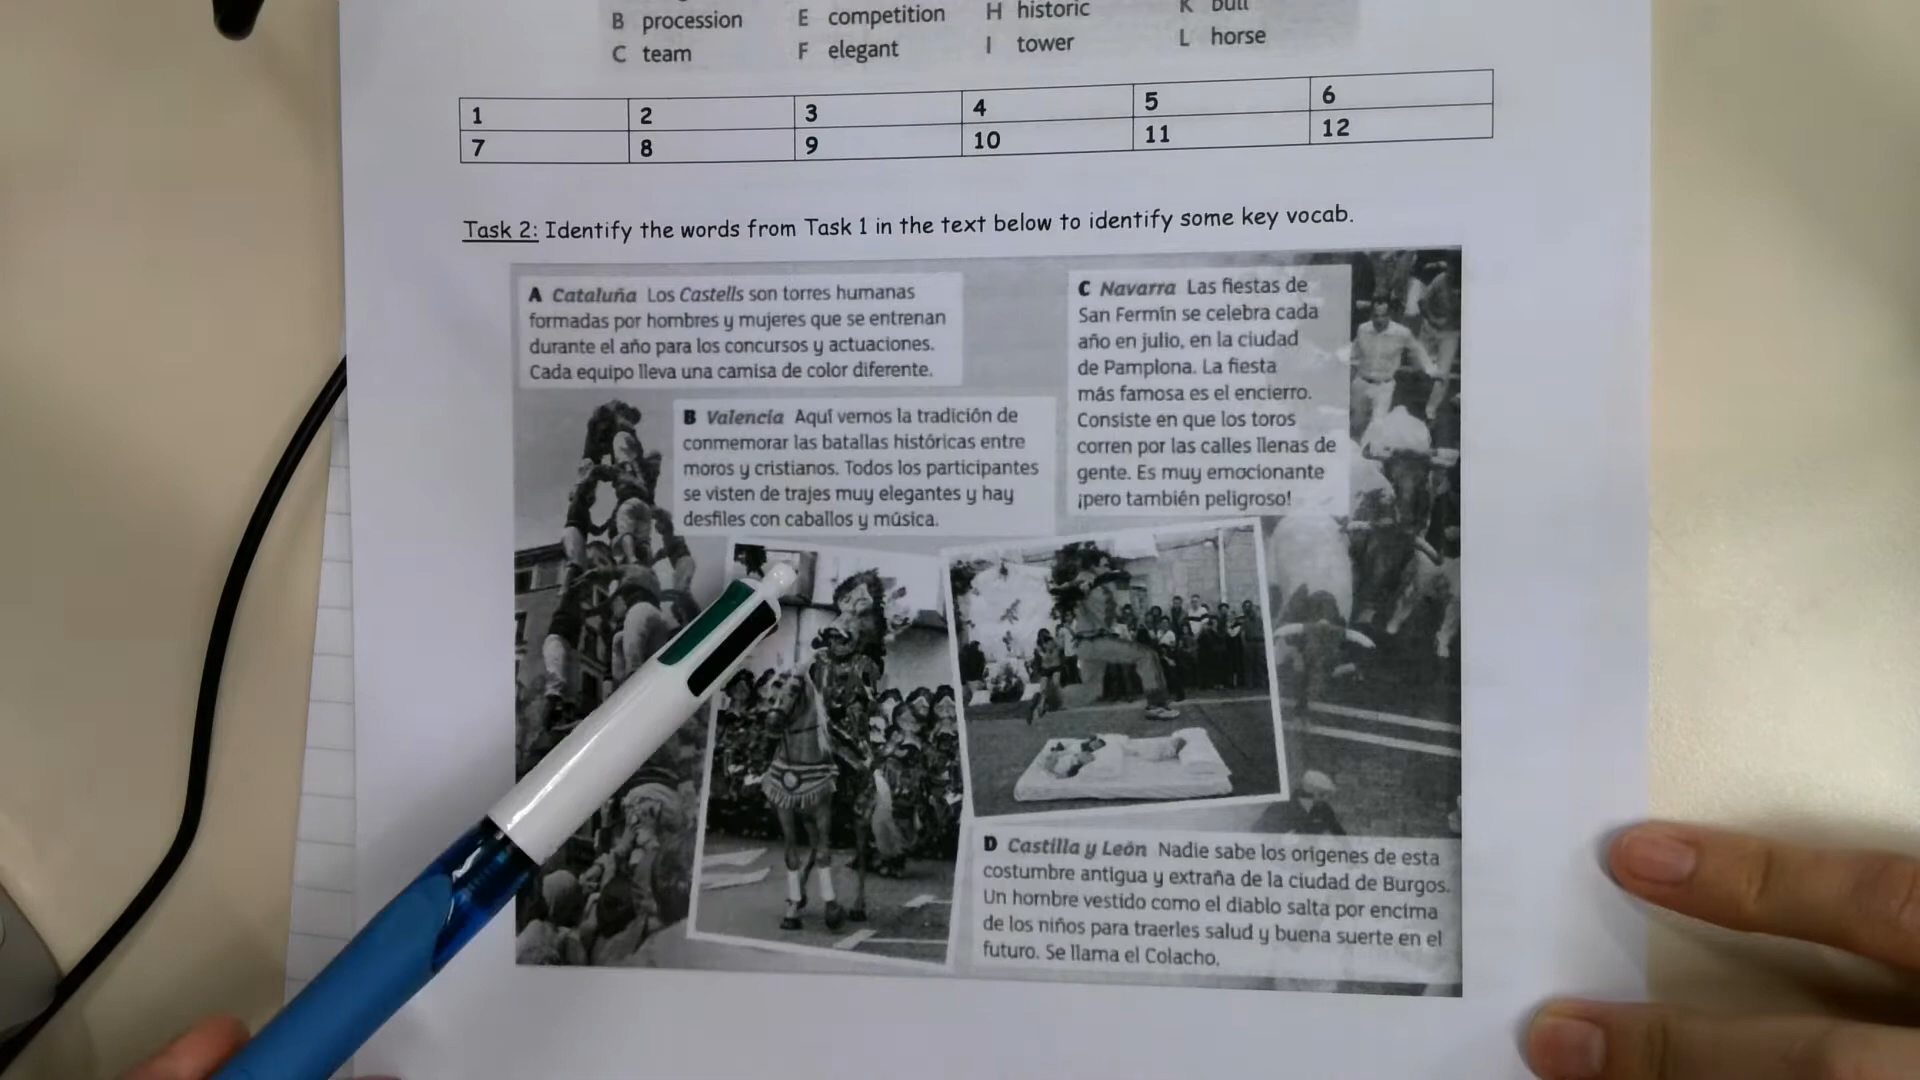 B procession E competition H historic K bull
C team F elegant I tower L horse
1 2 3 4 5 6
7 8 9 10 11 12
Task 2: Identify the words from Task 1 in the text below to identify some key vocab.
A Cataluña Los Castells son torres humanas
formadas por hombres y mujeres que se entrenan
durante el año para los concursos y actuaciones.
Cada equipo lleva una camisa de color diferente.
B Valencia Aquí vemos la tradición de
conmemorar las batallas históricas entre
moros y cristianos. Todos los participantes
se visten de trajes muy elegantes y hay
desfiles con caballos y música.
C Navarra Las fiestas de
San Fermín se celebra cada
año en julio, en la ciudad
de Pamplona. La fiesta
más famosa es el encierro.
Consiste en que los toros
corren por las calles llenas de
gente. Es muy emocionante
¡pero también peligroso!
D Castilla y León Nadie sabe los orígenes de esta
costumbre antigua y extraña de la ciudad de Burgos.
Un hombre vestido como el diablo salta por encima
de los niños para traerles salud y buena suerte en el
futuro. Se llama el Colacho.